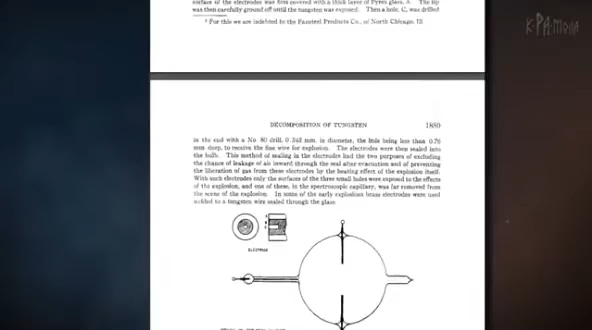 surface of the electrodes was first covered with a thick layer of Pyrex glass, A. The tip
was then carefully ground off until the tungsten was exposed. Then a hole, C, was drilled
For this we are indebted to the Fansteel Products Co., of North Chicago, Ill
КРАМОЛА
DECOMPOSITION OF TUNGSTEN 1889
in the end with a No 80 drill, 0.342 mm. in diameter, the hole being less than 0.76
mm deep, to receive the fine wire for explosion. The electrodes were then sealed into
the bulb. This method of sealing in the electrodes had the two purposes of excluding
the chance of leakage of air inward through the seal after evacuation and of preventing
the liberation of gas from these electrodes by the heating effect of the explosion itself.
With such electrodes only the surfaces of the three small holes were exposed to the effects
of the explosion, and one of these, in the spectroscopic capillary, was far removed from
the scene of the explosion. In some of the early explosions brass electrodes were used
welded to a tungsten wire sealed through the glass
ELECTRODE